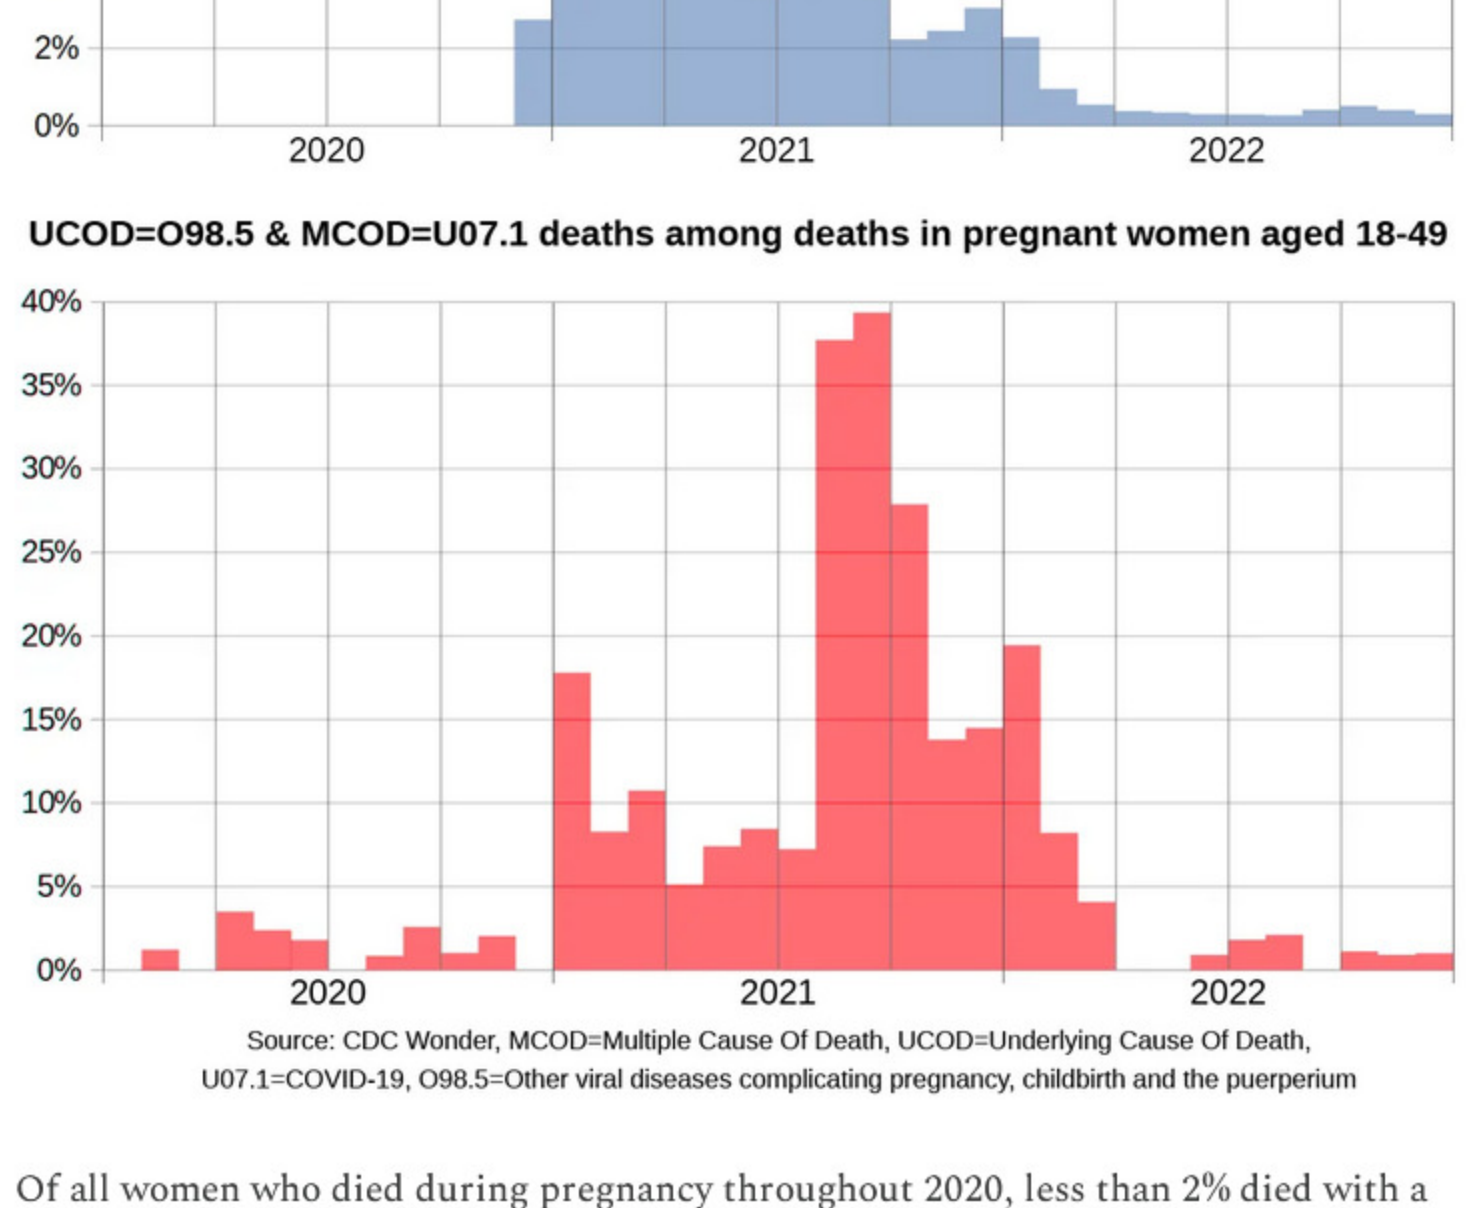 2%
0%
2020 2021 2022
UCOD=O98.5 & MCOD=U07.1 deaths among deaths in pregnant women aged 18-49
40%
35%
30%
25%
20%
15%
10%
5%
0%
2020 2021 2022
Source: CDC Wonder, MCOD=Multiple Cause Of Death, UCOD=Underlying Cause Of Death,
U07.1=COVID-19, O98.5=Other viral diseases complicating pregnancy, childbirth and the puerperium
Of all women who died during pregnancy throughout 2020, less than 2% died with a